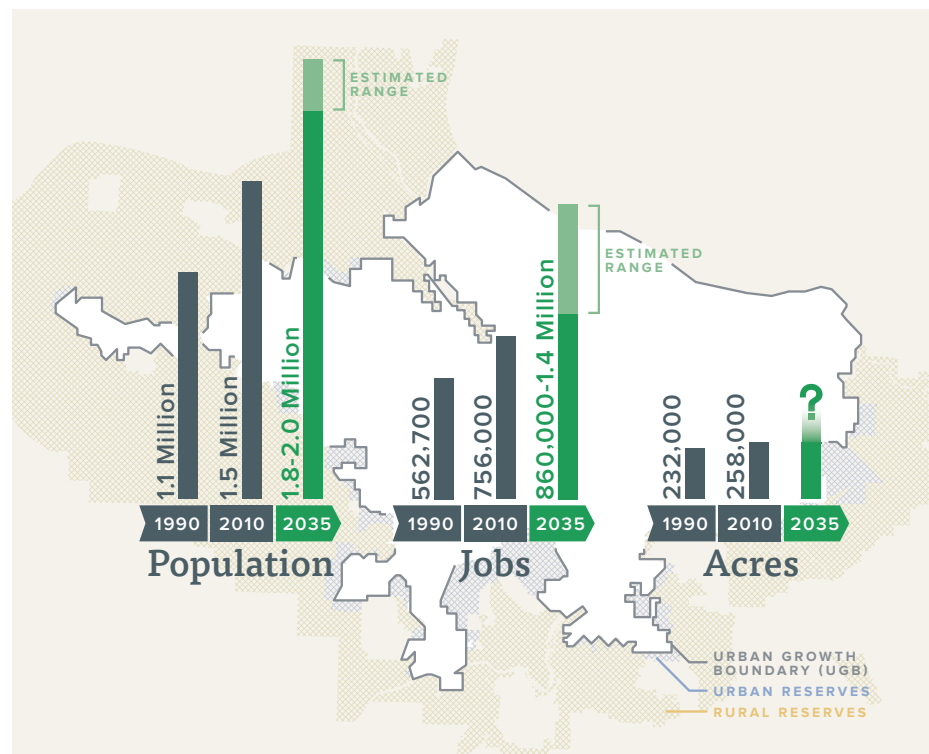 ESTIMATED
RANGE
1.1 Million
1.5 Million
1.8-2.0 Million
1990 2010 2035
Population
ESTIMATED
RANGE
562,700
756,000
860,000-1.4 Million
1990 2010 2035
Jobs
232,000
258,000
?
1990 2010 2035
Acres
URBAN GROWTH
BOUNDARY (UGB)
URBAN RESERVES
RURAL RESERVES